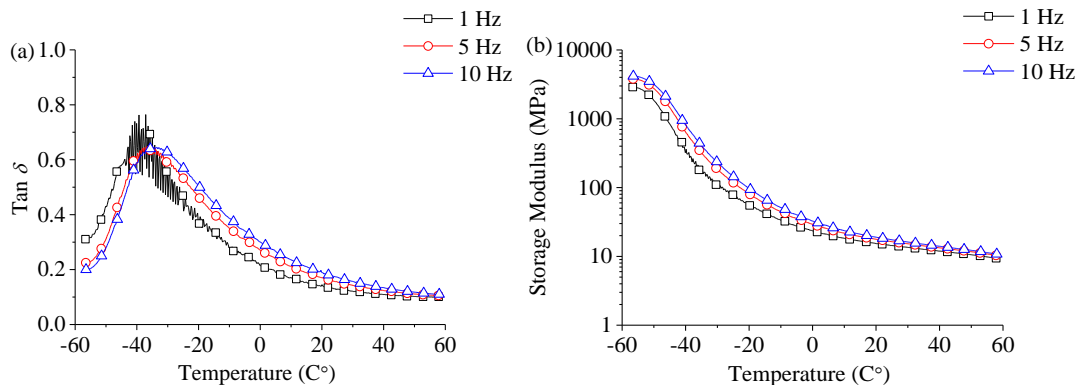 (a)
1 Hz
5 Hz
10 Hz
1.0
0.8
0.6
0.4
0.2
0.0
Tan δ
-60 -40 -20 0 20 40 60
Temperature (C°)
(b)
1 Hz
5 Hz
10 Hz
10000
1000
100
10
1
Storage Modulus (MPa)
-60 -40 -20 0 20 40 60
Temperature (C°)